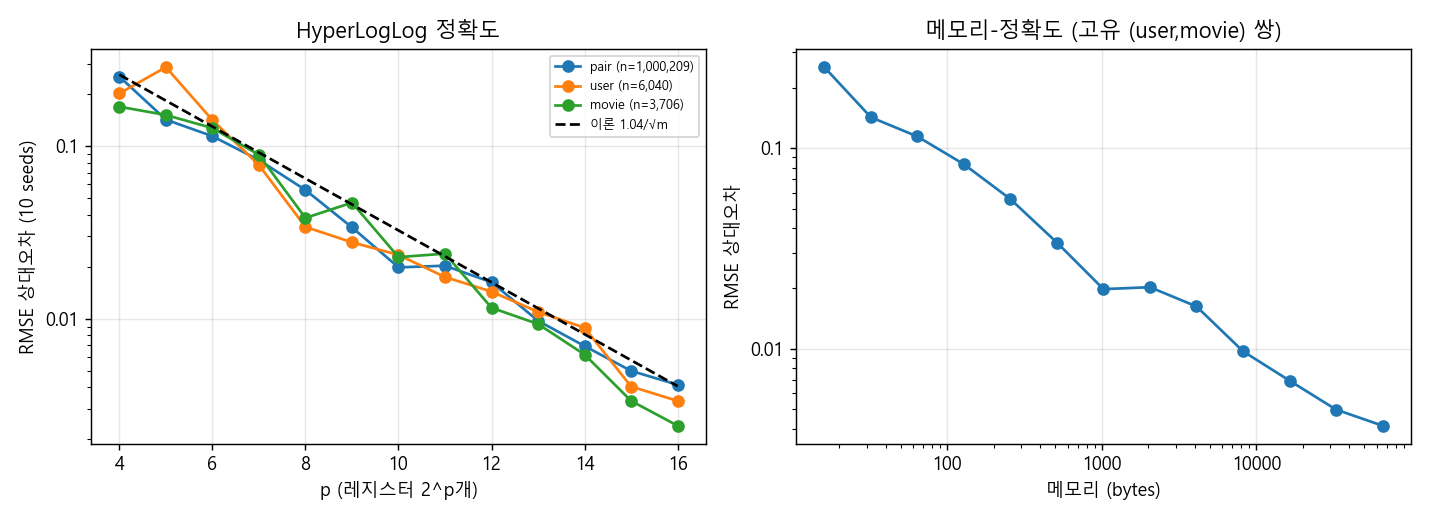 HyperLogLog 정확도
RMSE 상대오차 (10 seeds)
0.1
0.01
pair (n=1,000,209)
user (n=6,040)
movie (n=3,706)
이론 1.04/√m
4 6 8 10 12 14 16
p (레지스터 2^p개)
메모리-정확도 (고유 (user,movie) 쌍)
RMSE 상대오차
0.1
0.01
100 1000 10000
메모리 (bytes)